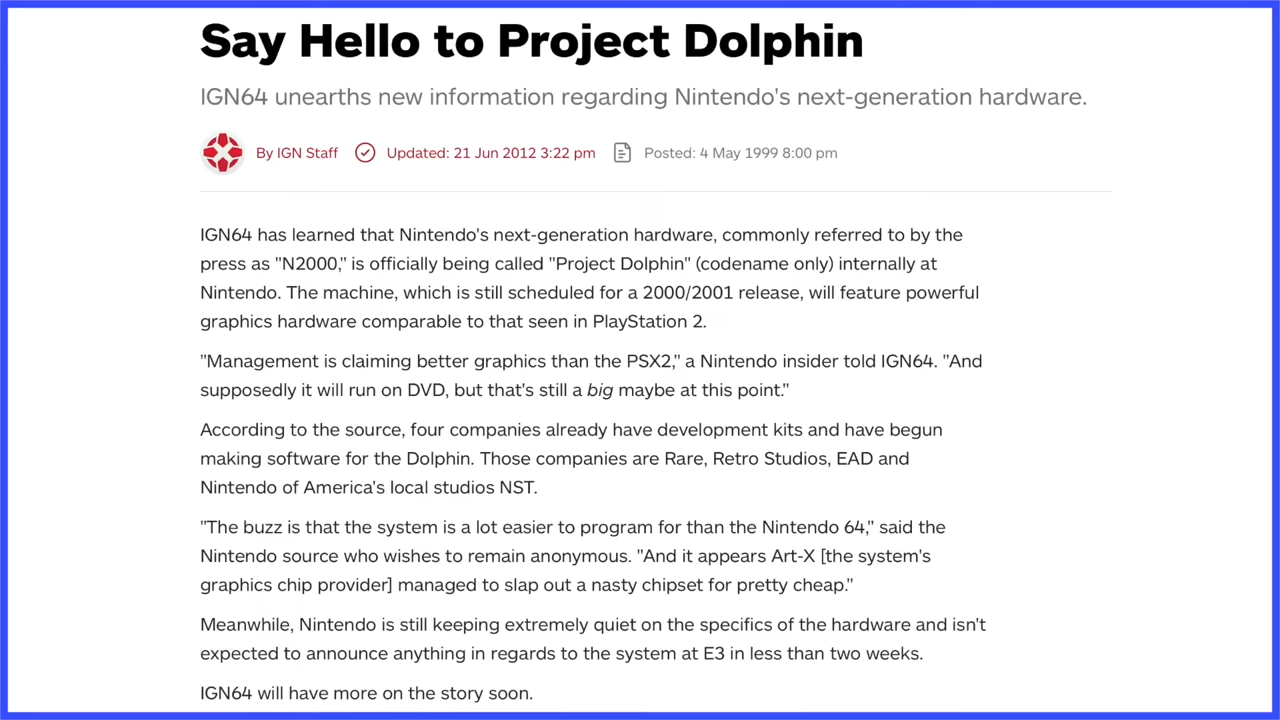 Say Hello to Project Dolphin
IGN64 unearths new information regarding Nintendo's next-generation hardware.
By IGN Staff Updated: 21 Jun 2012 3:22 pm Posted: 4 May 1999 8:00 pm
IGN64 has learned that Nintendo's next-generation hardware, commonly referred to by the
press as "N2000," is officially being called "Project Dolphin" (codename only) internally at
Nintendo. The machine, which is still scheduled for a 2000/2001 release, will feature powerful
graphics hardware comparable to that seen in PlayStation 2.
"Management is claiming better graphics than the PSX2," a Nintendo insider told IGN64. "And
supposedly it will run on DVD, but that's still a big maybe at this point."
According to the source, four companies already have development kits and have begun
making software for the Dolphin. Those companies are Rare, Retro Studios, EAD and
Nintendo of America's local studios NST.
"The buzz is that the system is a lot easier to program for than the Nintendo 64," said the
Nintendo source who wishes to remain anonymous. "And it appears Art-X [the system's
graphics chip provider] managed to slap out a nasty chipset for pretty cheap."
Meanwhile, Nintendo is still keeping extremely quiet on the specifics of the hardware and isn't
expected to announce anything in regards to the system at E3 in less than two weeks.
IGN64 will have more on the story soon.